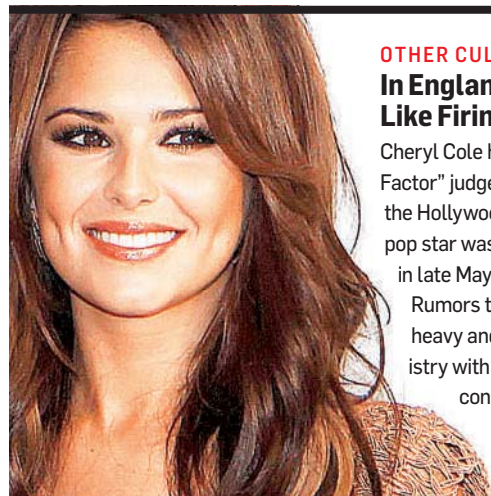 OTHER CUL
In Englan
Like Firin
Cheryl Cole h
Factor” judge
the Hollywoo
pop star was
in late May
Rumors t
heavy and
istry with
con